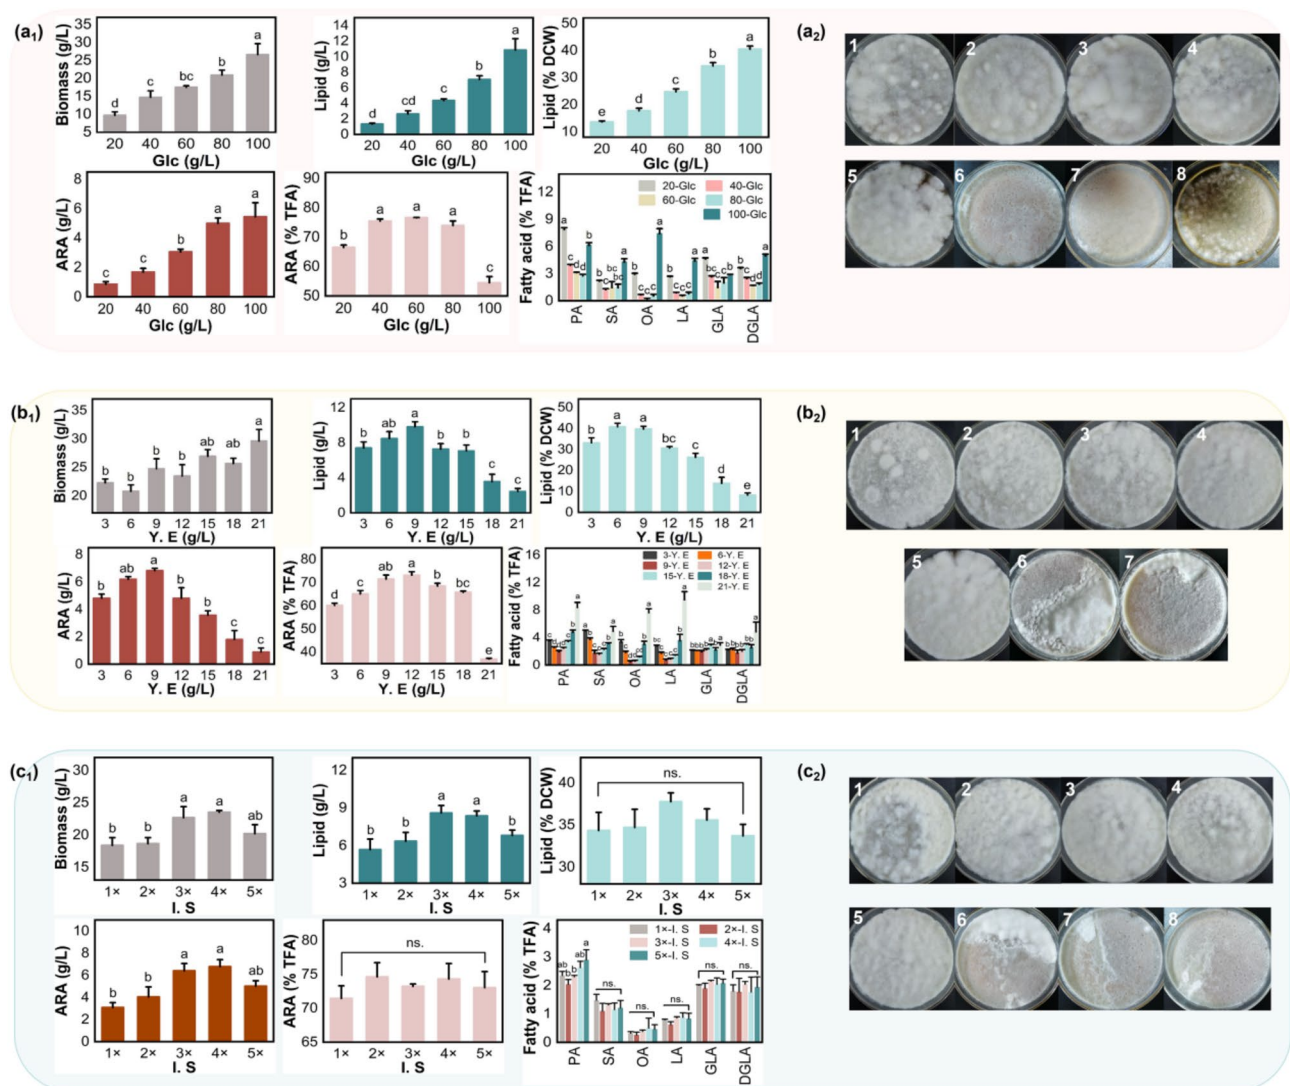 (a1)
Biomass (g/L)
35
30
25
20
15
10
5
d
c
bc
b
a
20 40 60 80 100
Glc (g/L)
Lipid (g/L)
14
12
10
8
6
4
2
0
d
cd
c
b
a
20 40 60 80 100
Glc (g/L)
Lipid (% DCW)
50
40
30
20
10
e
d
c
b
a
20 40 60 80 100
Glc (g/L)
ARA (g/L)
8
6
4
2
0
c
c
b
a
a
20 40 60 80 100
Glc (g/L)
ARA (% TFA)
90
80
70
60
50
b
a
a
a
c
20 40 60 80 100
Glc (g/L)
Fatty acid (% TFA)
12
9
6
3
0
20-Glc 40-Glc
60-Glc 80-Glc
100-Glc
PA SA OA LA GLA DGLA
(a2)
1 2 3 4
5 6 7 8
(b1)
Biomass (g/L)
35
30
25
20
b
b
ab
b
ab
ab
a
3 6 9 12 15 18 21
Y. E (g/L)
Lipid (g/L)
12
9
6
3
0
b
ab
a
b
b
c
c
3 6 9 12 15 18 21
Y. E (g/L)
Lipid (% DCW)
50
40
30
20
10
0
b
a
a
bc
c
d
e
3 6 9 12 15 18 21
Y. E (g/L)
ARA (g/L)
8
6
4
2
0
b
a
a
b
b
c
c
3 6 9 12 15 18 21
Y. E (g/L)
ARA (% TFA)
80
70
60
50
40
d
c
ab
a
b
bc
e
3 6 9 12 15 18 21
Y. E (g/L)
Fatty acid (% TFA)
16
12
8
4
0
3-Y. E 6-Y. E
9-Y. E 12-Y. E
15-Y. E 18-Y. E
21-Y. E
PA SA OA LA GLA DGLA
(b2)
1 2 3 4
5 6 7
(c1)
Biomass (g/L)
30
25
20
15
b
b
a
a
ab
1× 2× 3× 4× 5×
I. S
Lipid (g/L)
12
9
6
3
b
b
a
a
b
1× 2× 3× 4× 5×
I. S
Lipid (% DCW)
40
35
30
ns.
1× 2× 3× 4× 5×
I. S
ARA (g/L)
10
8
6
4
2
0
b
b
a
a
ab
1× 2× 3× 4× 5×
I. S
ARA (% TFA)
80
75
70
65
ns.
1× 2× 3× 4× 5×
I. S
Fatty acid (% TFA)
4
3
2
1
0
1×-I. S 2×-I. S
3×-I. S 4×-I. S
5×-I. S
ab b b a a
ns. ns. ns. ns. ns.
PA SA OA LA GLA DGLA
(c2)
1 2 3 4
5 6 7 8